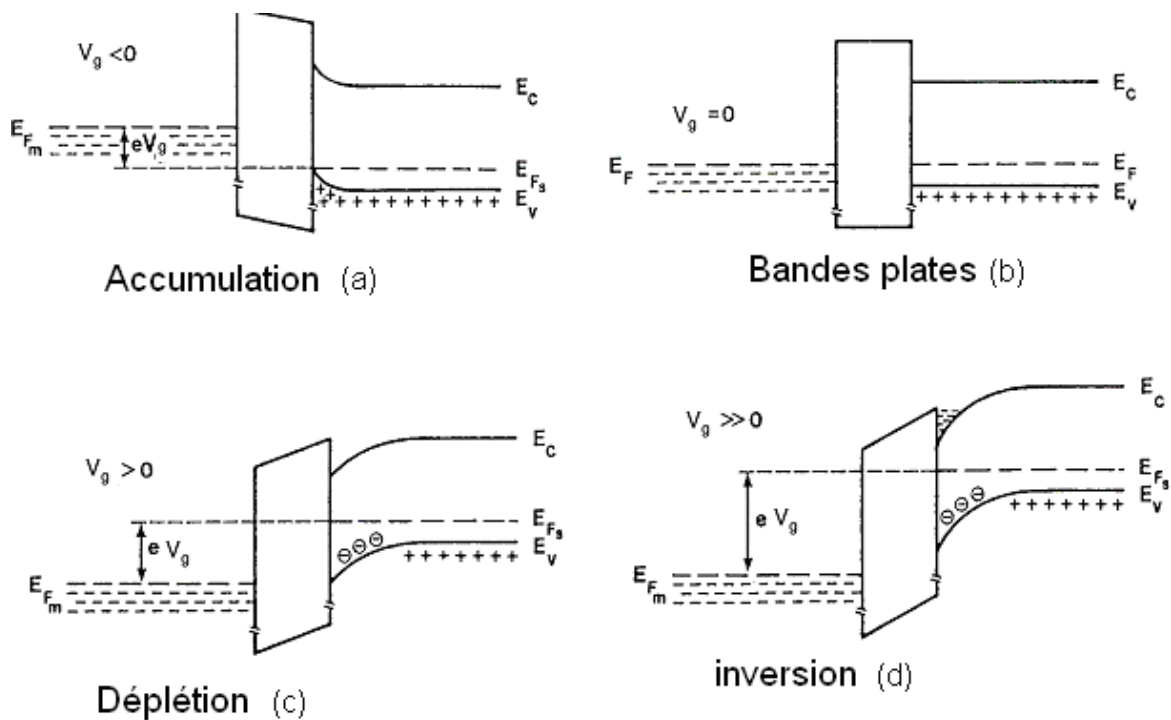 V_g <0
E_C
E_Fm
eV_g
E_Fs
E_V
+ +
+ + + + + + + + + +
Accumulation (a)
V_g =0
E_C
E_F
E_F
E_V
+ + + + + + + + + + +
Bandes plates (b)
V_g >0
E_C
E_Fs
e V_g
⊖⊖⊖
E_V
+ + + + + + +
E_Fm
Déplétion (c)
V_g ≫0
E_C
E_Fs
E_V
e V_g
⊖⊖⊖
+ + + + + + +
E_Fm
inversion (d)